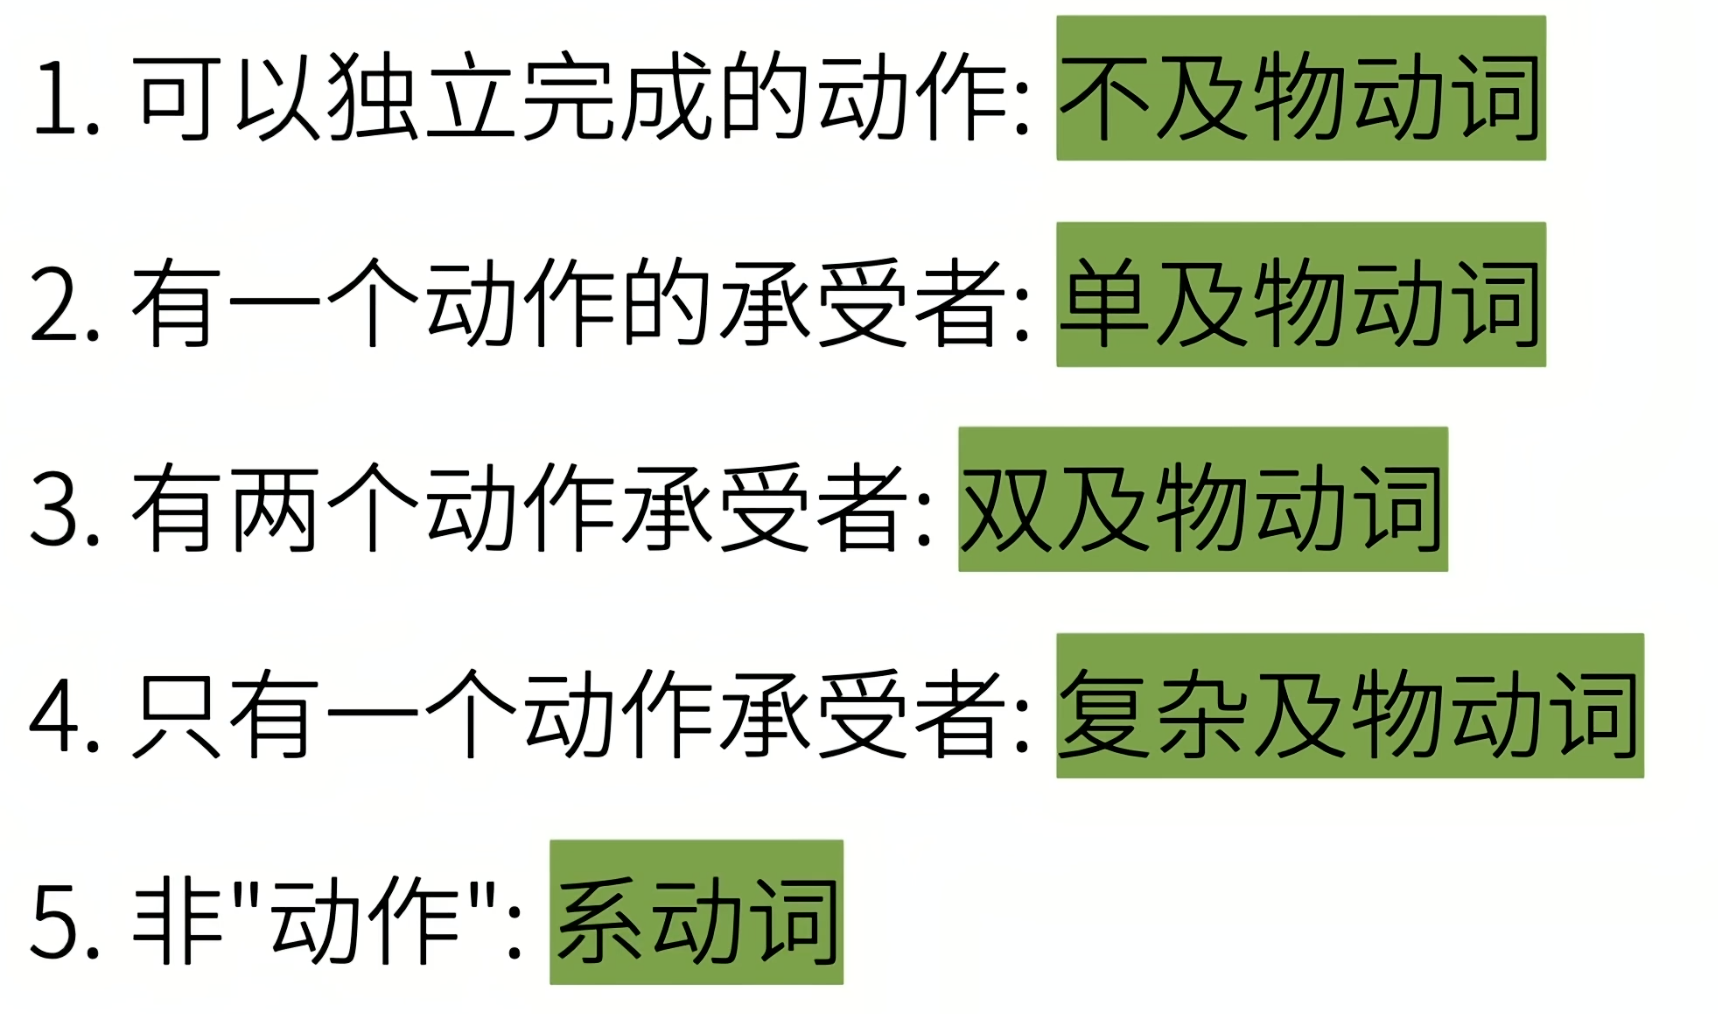 1. 可以独立完成的动作: 不及物动词
2. 有一个动作的承受者: 单及物动词
3. 有两个动作承受者: 双及物动词
4. 只有一个动作承受者: 复杂及物动词
5. 非"动作": 系动词